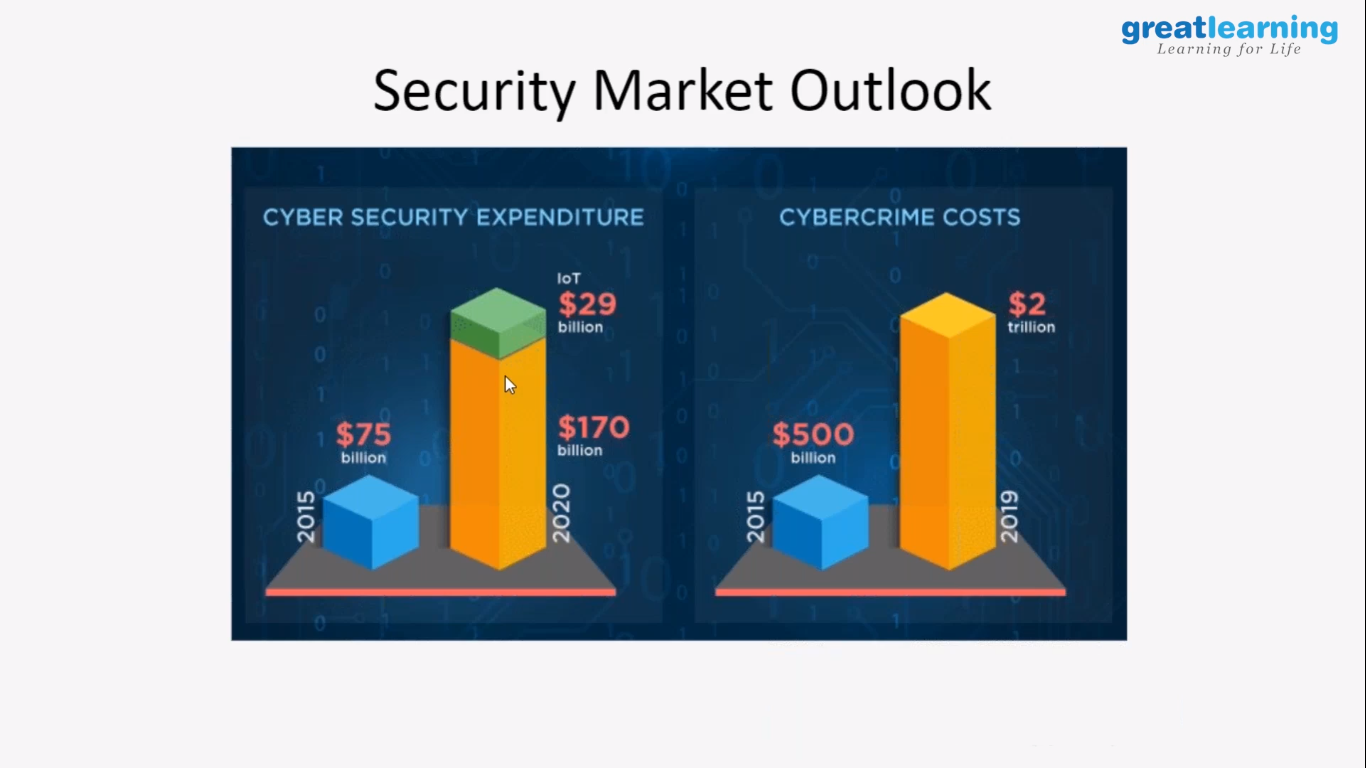 greatlearning
Learning for Life
Security Market Outlook
CYBER SECURITY EXPENDITURE
IoT
$29
billion
$75
billion
$170
billion
2015
2020
CYBERCRIME COSTS
$2
trillion
$500
billion
2015
2019